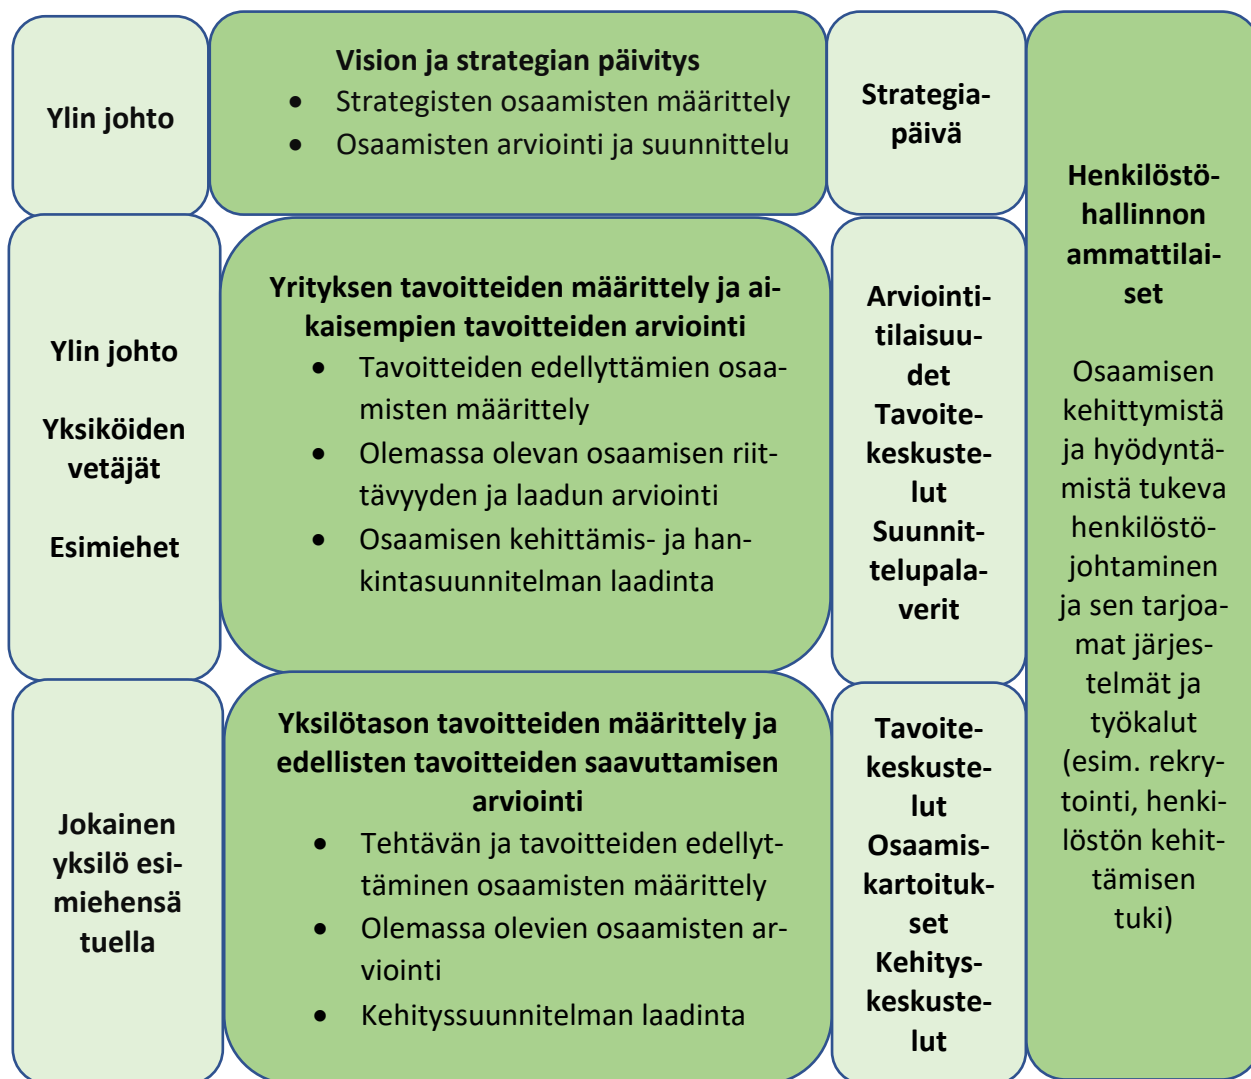 Ylin johto
Vision ja strategian päivitys
• Strategisten osaamisten määrittely
• Osaamisten arviointi ja suunnittelu
Strategia-
päivä
Ylin johto
Yksiköiden
vetäjät
Esimiehet
Yrityksen tavoitteiden määrittely ja ai-
kaisempien tavoitteiden arviointi
• Tavoitteiden edellyttämien osaa-
misten määrittely
• Olemassa olevan osaamisen riit-
tävyyden ja laadun arviointi
• Osaamisen kehittämis- ja han-
kintasuunnitelman laadinta
Arviointi-
tilaisuu-
det
Tavoite-
keskuste-
lut
Suunnit-
telupala-
verit
Jokainen
yksilö esi-
miehensä
tuella
Yksilötason tavoitteiden määrittely ja
edellisten tavoitteiden saavuttamisen
arviointi
• Tehtävän ja tavoitteiden edellyt-
täminen osaamisten määrittely
• Olemassa olevien osaamisten ar-
viointi
• Kehityssuunnitelman laadinta
Tavoite-
keskuste-
lut
Osaamis-
kartoituk-
set
Kehitys-
keskuste-
lut
Henkilöstö-
hallinnon
ammattilai-
set
Osaamisen
kehittymistä
ja hyödyntä-
mistä tukeva
henkilöstö-
johtaminen
ja sen tarjoa-
mat järjes-
telmät ja
työkalut
(esim. rekry-
tointi, henki-
löstön kehit-
tämisen
tuki)